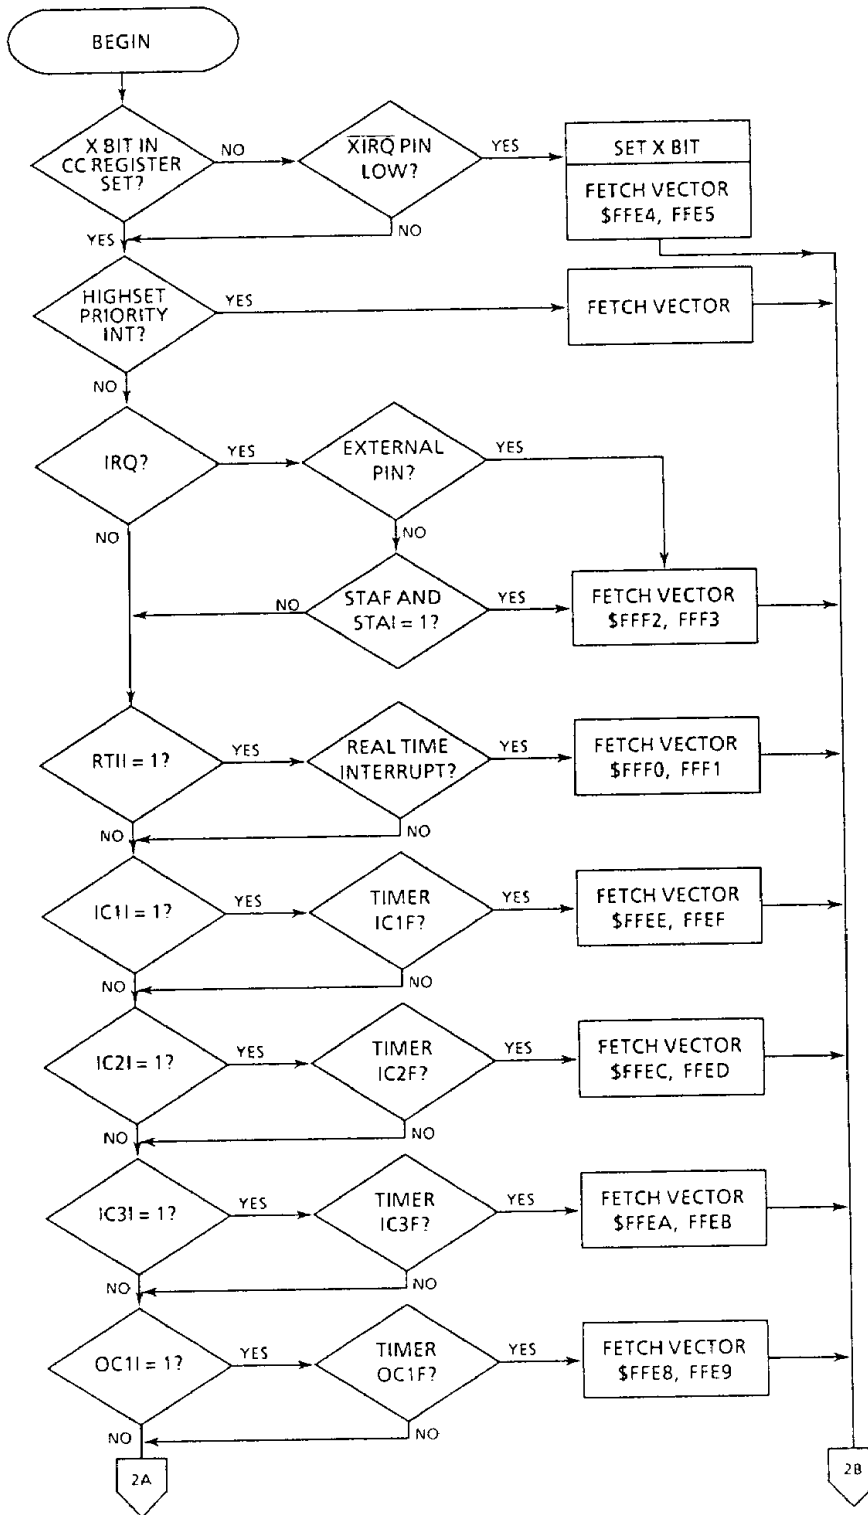 BEGIN
X BIT IN
CC REGISTER
SET?
NO
XIRQ PIN
LOW?
YES
SET X BIT
FETCH VECTOR
$FFE4, FFE5
YES
NO
HIGHSET
PRIORITY
INT?
YES
FETCH VECTOR
NO
IRQ?
YES
EXTERNAL
PIN?
YES
NO
NO
STAF AND
STAI = 1?
NO
YES
FETCH VECTOR
$FFF2, FFF3
RTII = 1?
YES
REAL TIME
INTERRUPT?
YES
FETCH VECTOR
$FFF0, FFF1
NO
NO
IC1I = 1?
YES
TIMER
IC1F?
YES
FETCH VECTOR
$FFEE, FFEF
NO
NO
IC2I = 1?
YES
TIMER
IC2F?
YES
FETCH VECTOR
$FFEC, FFED
NO
NO
IC3I = 1?
YES
TIMER
IC3F?
YES
FETCH VECTOR
$FFEA, FFEB
NO
NO
OC1I = 1?
YES
TIMER
OC1F?
YES
FETCH VECTOR
$FFE8, FFE9
NO
NO
2A
2B